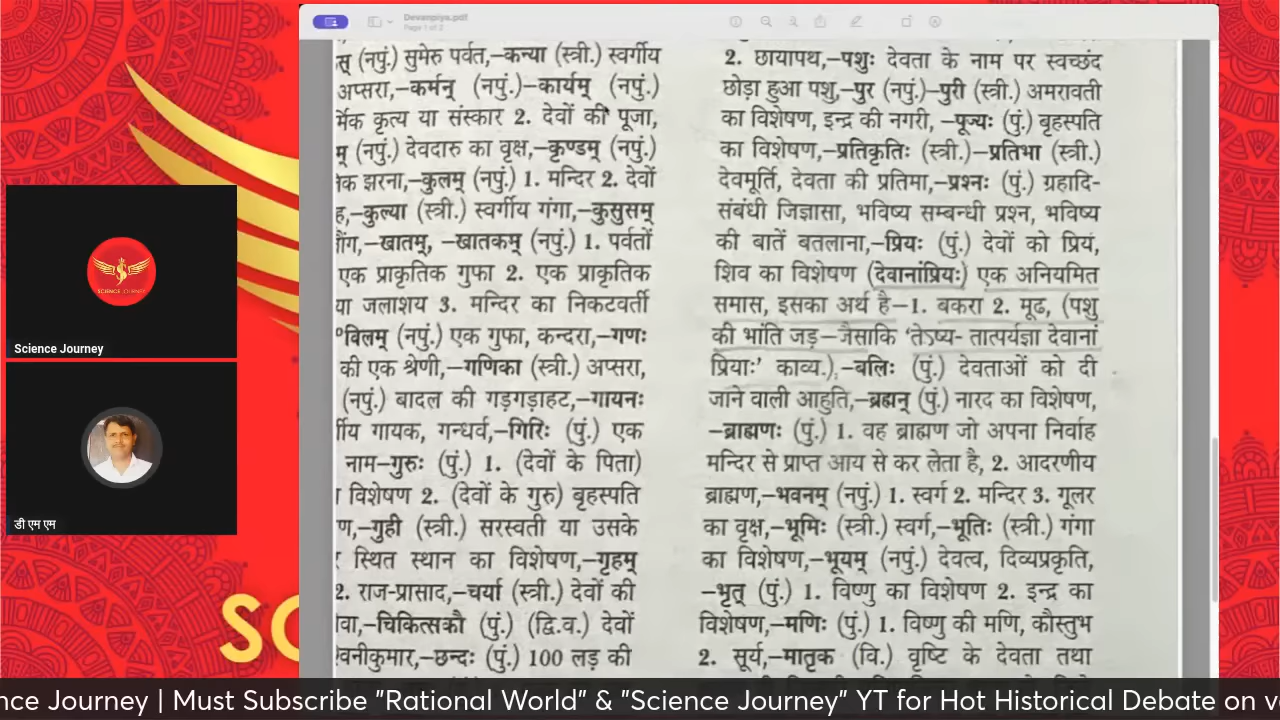 Devanpiya.pdf
Page 1 of 2
स् (नपुं.) सुमेरु पर्वत,–कन्या (स्त्री.) स्वर्गीय
अप्सरा,–कर्मन् (नपुं.)–कार्यम् (नपुं.)
र्मिक कृत्य या संस्कार 2. देवों की पूजा,
म् (नपुं.) देवदारु का वृक्ष,–कृण्डम् (नपुं.)
क झरना,–कुलम् (नपुं.) 1. मन्दिर 2. देवों
ह,–कुल्या (स्त्री.) स्वर्गीय गंगा,–कुसुसम्
,–खातम्, –खातकम् (नपुं.) 1. पर्वतों
एक प्राकृतिक गुफा 2. एक प्राकृतिक
या जलाशय 3. मन्दिर का निकटवर्ती
°बिलम् (नपुं.) एक गुफा, कन्दरा,–गणः
की एक श्रेणी,–गणिका (स्त्री.) अप्सरा,
(नपुं.) बादल की गड़गड़ाहट,–गायनः
र्गीय गायक, गन्धर्व,–गिरिः (पुं.) एक
नाम–गुरुः (पुं.) 1. (देवों के पिता)
विशेषण 2. (देवों के गुरु) बृहस्पति
ण,–गुही (स्त्री.) सरस्वती या उसके
स्थित स्थान का विशेषण,–गृहम्
2. राज-प्रासाद,–चर्या (स्त्री.) देवों की
वा,–चिकित्सकौ (पुं.) (द्वि.व.) देवों
श्वनीकुमार,–छन्दः (पुं.) 100 लड़ की
2. छायापथ,–पशुः देवता के नाम पर स्वच्छंद
छोड़ा हुआ पशु,–पुर (नपुं.)–पुरी (स्त्री.) अमरावती
का विशेषण, इन्द्र की नगरी, –पूज्यः (पुं.) बृहस्पति
का विशेषण,–प्रतिकृतिः (स्त्री.)–प्रतिभा (स्त्री.)
देवमूर्ति, देवता की प्रतिमा,–प्रश्नः (पुं.) ग्रहादि-
संबंधी जिज्ञासा, भविष्य सम्बन्धी प्रश्न, भविष्य
की बातें बतलाना,–प्रियः (पुं.) देवों को प्रिय,
शिव का विशेषण (देवानांप्रियः) एक अनियमित
समास, इसका अर्थ है–1. बकरा 2. मूढ, (पशु
की भांति जड़–जैसाकि ‘तेऽष्य- तात्पर्यज्ञा देवानां
प्रियाः’ काव्य.),–बलिः (पुं.) देवताओं को दी
जाने वाली आहुति,–ब्रह्मन् (पुं.) नारद का विशेषण,
–ब्राह्मणः (पुं.) 1. वह ब्राह्मण जो अपना निर्वाह
मन्दिर से प्राप्त आय से कर लेता है, 2. आदरणीय
ब्राह्मण,–भवनम् (नपुं.) 1. स्वर्ग 2. मन्दिर 3. गूलर
का वृक्ष,–भूमिः (स्त्री.) स्वर्ग,–भूतिः (स्त्री.) गंगा
का विशेषण,–भूयम् (नपुं.) देवत्व, दिव्यप्रकृति,
–भृत् (पुं.) 1. विष्णु का विशेषण 2. इन्द्र का
विशेषण,–मणिः (पुं.) 1. विष्णु की मणि, कौस्तुभ
2. सूर्य,–मातृक (वि.) वृष्टि के देवता तथा
SCIENCE JOURNEY
Science Journey
डी एम एम
SC
nce Journey | Must Subscribe "Rational World" & "Science Journey" YT for Hot Historical Debate on v